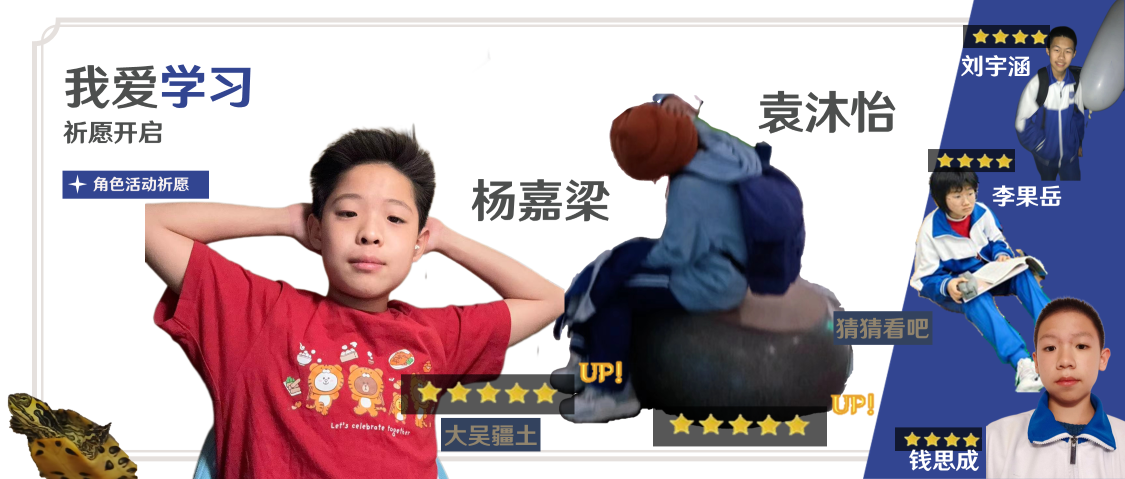 我爱学习
祈愿开启
角色活动祈愿
杨嘉梁
袁沐怡
刘宇涵
李果岳
猜猜看吧
UP!
UP!
Let's celebrate together
大吴疆土
钱思成